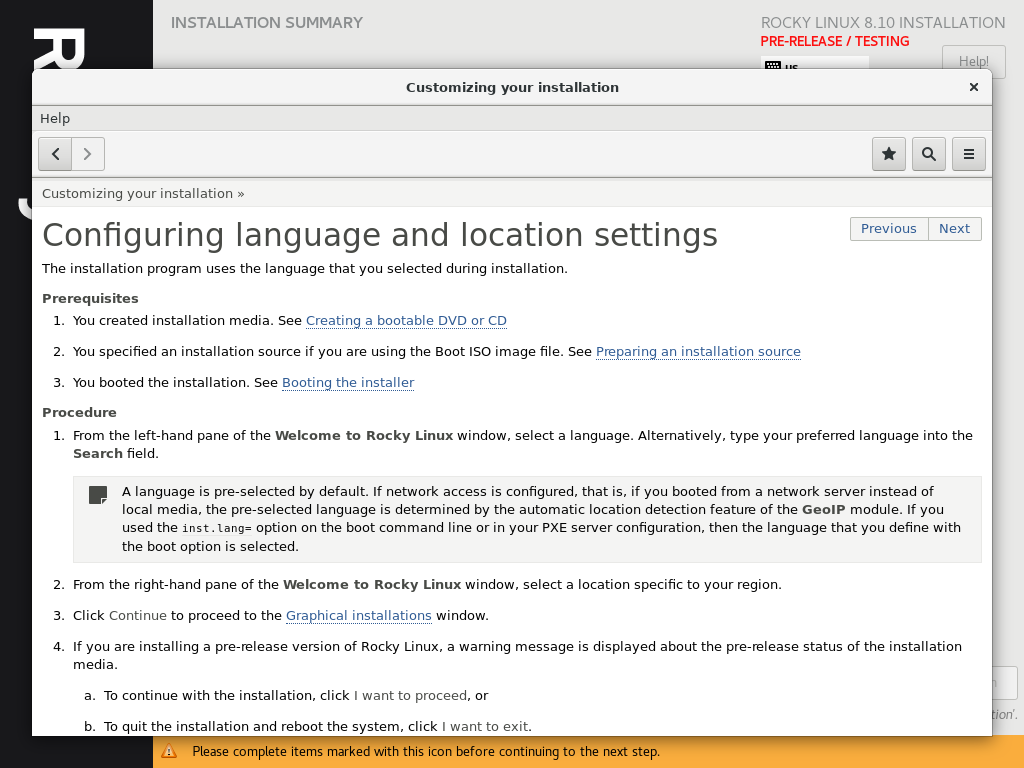 INSTALLATION SUMMARY
ROCKY LINUX 8.10 INSTALLATION
PRE-RELEASE / TESTING
us
Help!
Customizing your installation
Help
Customizing your installation »
Configuring language and location settings
Previous
Next
The installation program uses the language that you selected during installation.
Prerequisites
1. You created installation media. See Creating a bootable DVD or CD
2. You specified an installation source if you are using the Boot ISO image file. See Preparing an installation source
3. You booted the installation. See Booting the installer
Procedure
1. From the left-hand pane of the Welcome to Rocky Linux window, select a language. Alternatively, type your preferred language into the
Search field.
A language is pre-selected by default. If network access is configured, that is, if you booted from a network server instead of
local media, the pre-selected language is determined by the automatic location detection feature of the GeoIP module. If you
used the inst.lang= option on the boot command line or in your PXE server configuration, then the language that you define with
the boot option is selected.
2. From the right-hand pane of the Welcome to Rocky Linux window, select a location specific to your region.
3. Click Continue to proceed to the Graphical installations window.
4. If you are installing a pre-release version of Rocky Linux, a warning message is displayed about the pre-release status of the installation
media.
a. To continue with the installation, click I want to proceed, or
b. To quit the installation and reboot the system, click I want to exit.
tion'.
Please complete items marked with this icon before continuing to the next step.